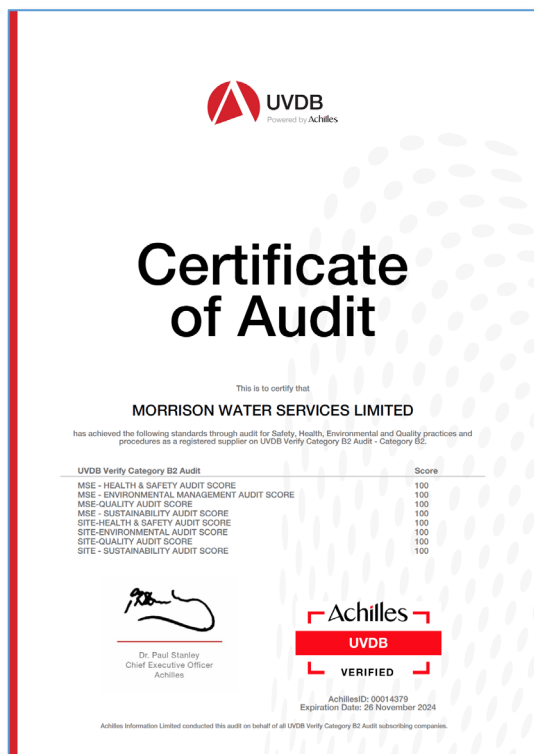 UVDB
Powered by Achilles
Certificate
of Audit
This is to certify that
MORRISON WATER SERVICES LIMITED
has achieved the following standards through audit for Safety, Health, Environmental and Quality practices and
procedures as a registered supplier on UVDB Verify Category B2 Audit - Category B2.
UVDB Verify Category B2 Audit Score
MSE - HEALTH & SAFETY AUDIT SCORE 100
MSE - ENVIRONMENTAL MANAGEMENT AUDIT SCORE 100
MSE-QUALITY AUDIT SCORE 100
MSE - SUSTAINABILITY AUDIT SCORE 100
SITE-HEALTH & SAFETY AUDIT SCORE 100
SITE-ENVIRONMENTAL AUDIT SCORE 100
SITE-QUALITY AUDIT SCORE 100
SITE - SUSTAINABILITY AUDIT SCORE 100
Dr. Paul Stanley
Chief Executive Officer
Achilles
Achilles
UVDB
VERIFIED
AchillesID: 00014379
Expiration Date: 26 November 2024
Achilles Information Limited conducted this audit on behalf of all UVDB Verify Category B2 Audit subscribing companies.